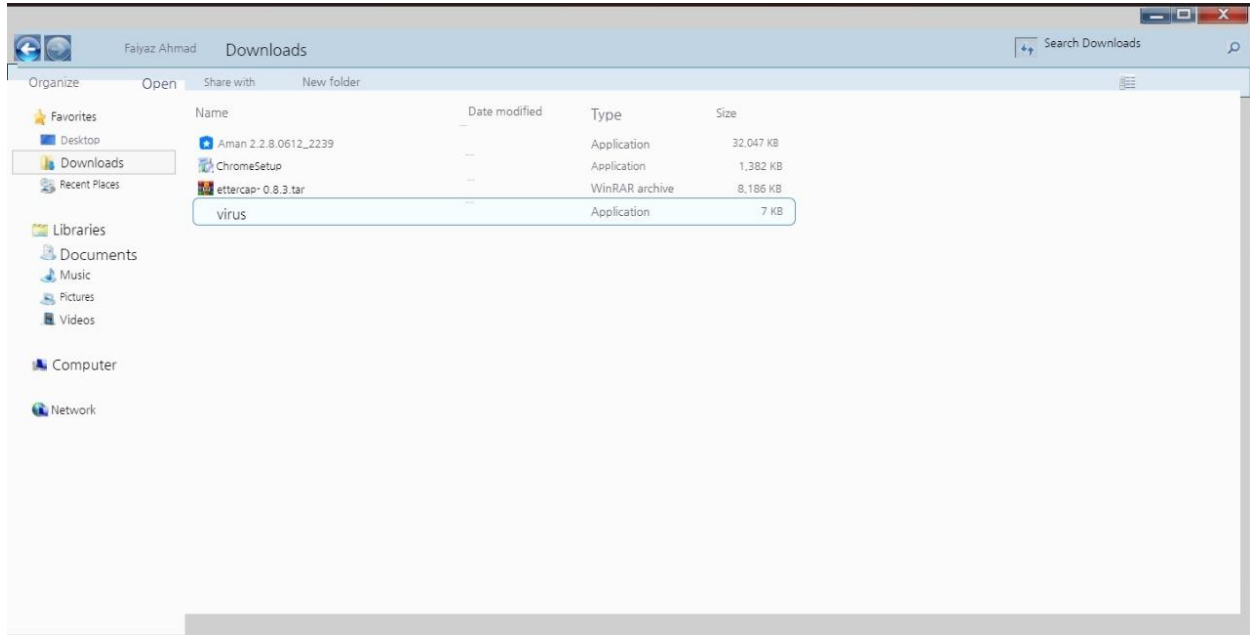 Faiyaz Ahmad Downloads Search Downloads
Organize Open Share with New folder
Favorites
Desktop
Downloads
Recent Places
Libraries
Documents
Music
Pictures
Videos
Computer
Network
Name Date modified Type Size
Aman 2.2.8.0612_2239 ... Application 32,047 KB
ChromeSetup ... Application 1,382 KB
ettercap- 0.8.3.tar ... WinRAR archive 8,186 KB
virus ... Application 7 KB